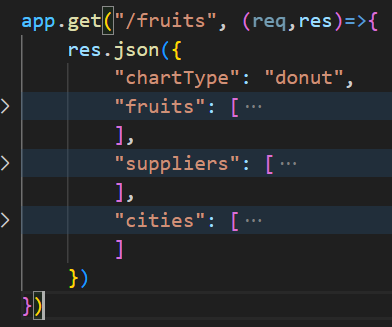 app.get("/fruits", (req,res)=>{
    res.json({
        "chartType": "donut",
        "fruits": [⋯
        ],
        "suppliers": [⋯
        ],
        "cities": [⋯
        ]
    })
})